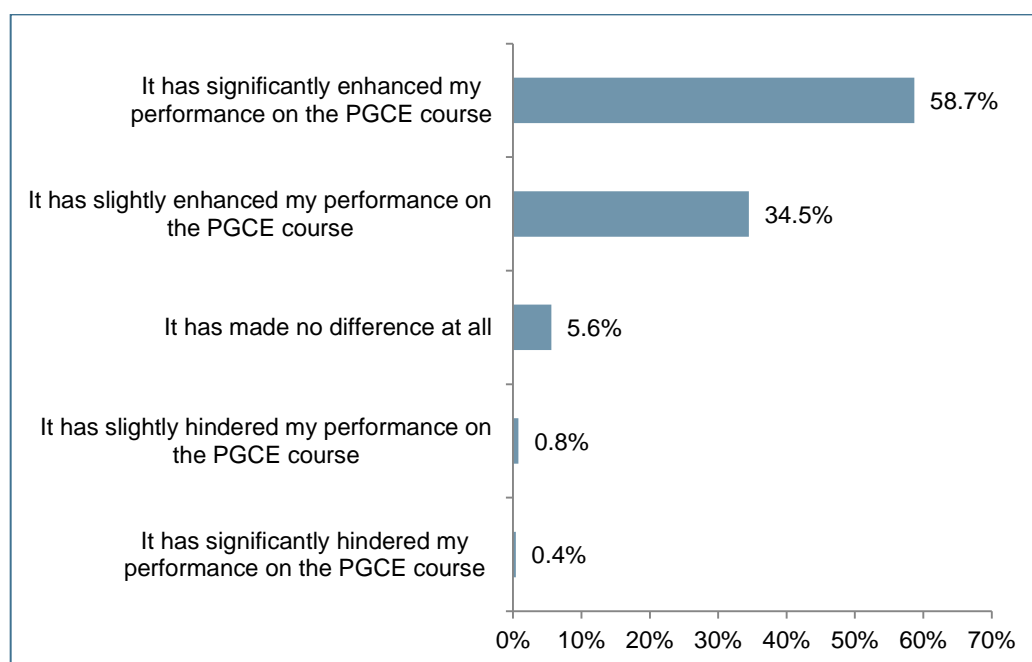 It has significantly enhanced my
performance on the PGCE course
58.7%
It has slightly enhanced my performance on
the PGCE course
34.5%
It has made no difference at all
5.6%
It has slightly hindered my performance on
the PGCE course
0.8%
It has significantly hindered my
performance on the PGCE course
0.4%
0% 10% 20% 30% 40% 50% 60% 70%